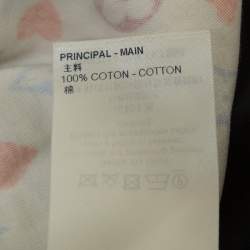 PRINCIPAL - MAIN
主料
100% COTON - COTTON
棉